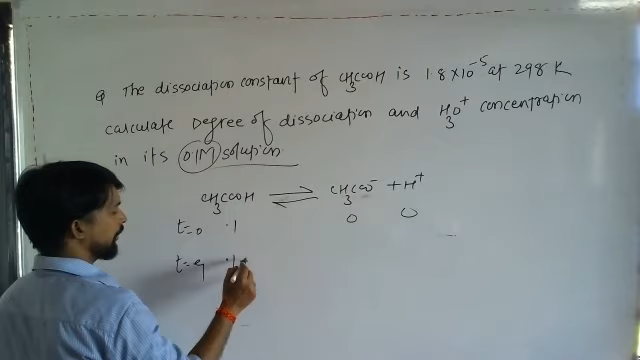 Q The dissociation constant of CH3COOH is 1.8×10^-5 at 298 K
calculate Degree of dissociation and H3O+ concentration
in its 0.1M solution
CH3COOH ⇌ CH3COO- + H+
t=0 .1 0 0
t=eq .1